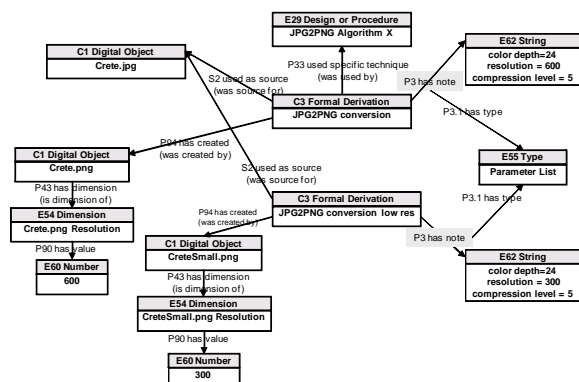 E29 Design or Procedure
JPG2PNG Algorithm X
C1 Digital Object
Crete.jpg
E62 String
color depth=24
resolution = 600
compression level = 5
P33 used specific technique
(was used by)
S2 used as source
(was source for)
P3 has note
C3 Formal Derivation
JPG2PNG conversion
P3.1 has type
P94 has created
(was created by)
C1 Digital Object
Crete.png
S2 used as source
(was source for)
E55 Type
Parameter List
P43 has dimension
(is dimension of)
C3 Formal Derivation
JPG2PNG conversion low res
P3.1 has type
E54 Dimension
Crete.png Resolution
P94 has created
(was created by)
P3 has note
C1 Digital Object
CreteSmall.png
P90 has value
E62 String
color depth=24
resolution = 300
compression level = 5
E60 Number
600
P43 has dimension
(is dimension of)
E54 Dimension
CreteSmall.png Resolution
P90 has value
E60 Number
300